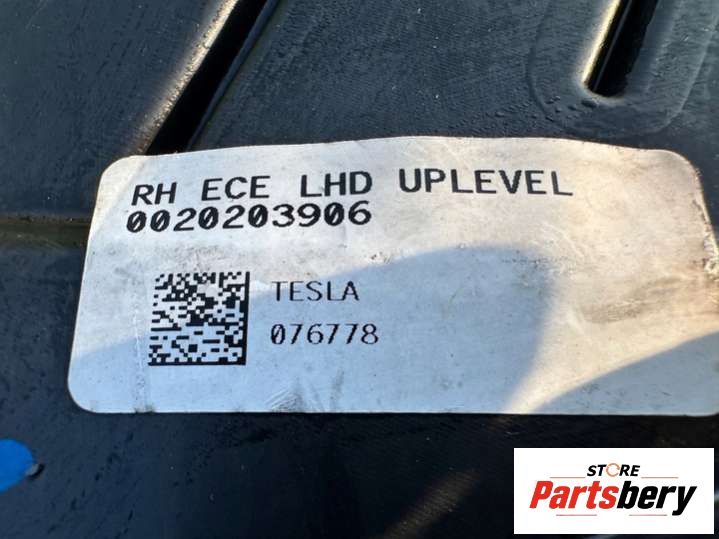 RH ECE LHD UPLEVEL
0020203906
TESLA
076778
STORE
Partsbery